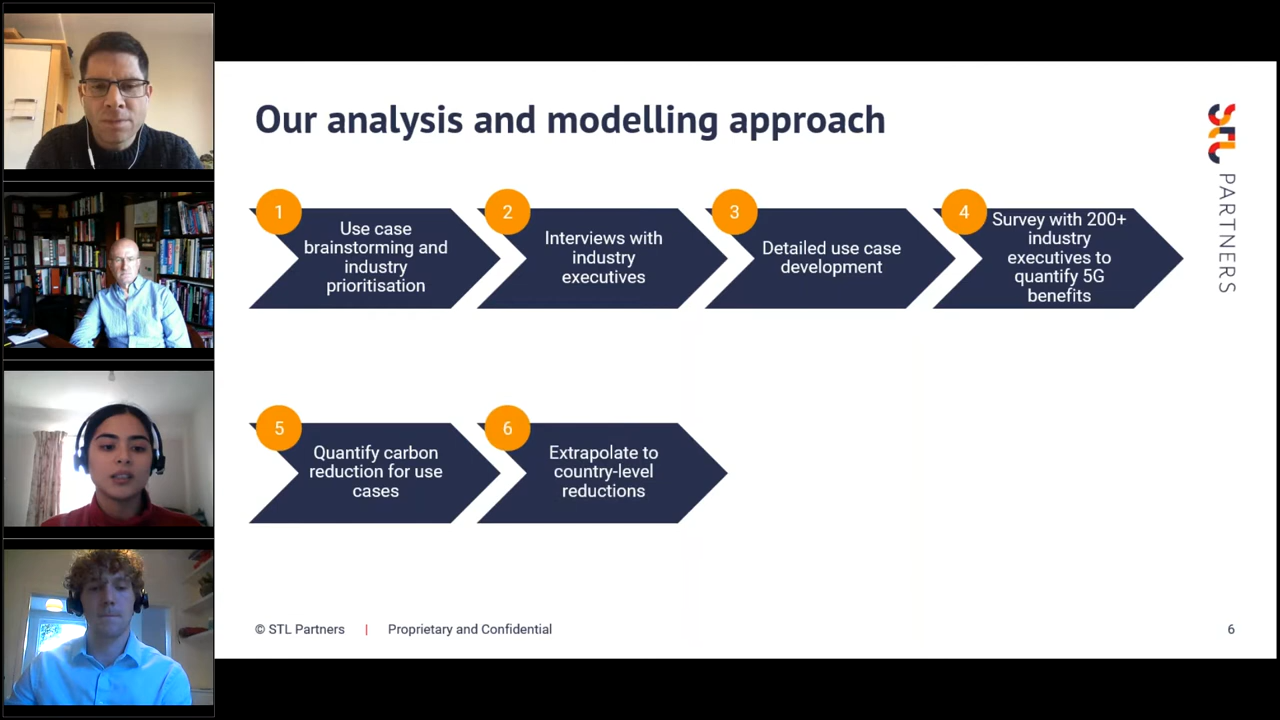 Our analysis and modelling approach
STL PARTNERS
1
Use case
brainstorming and
industry
prioritisation
2
Interviews with
industry
executives
3
Detailed use case
development
4
Survey with 200+
industry
executives to
quantify 5G
benefits
5
Quantify carbon
reduction for use
cases
6
Extrapolate to
country-level
reductions
© STL Partners | Proprietary and Confidential
6